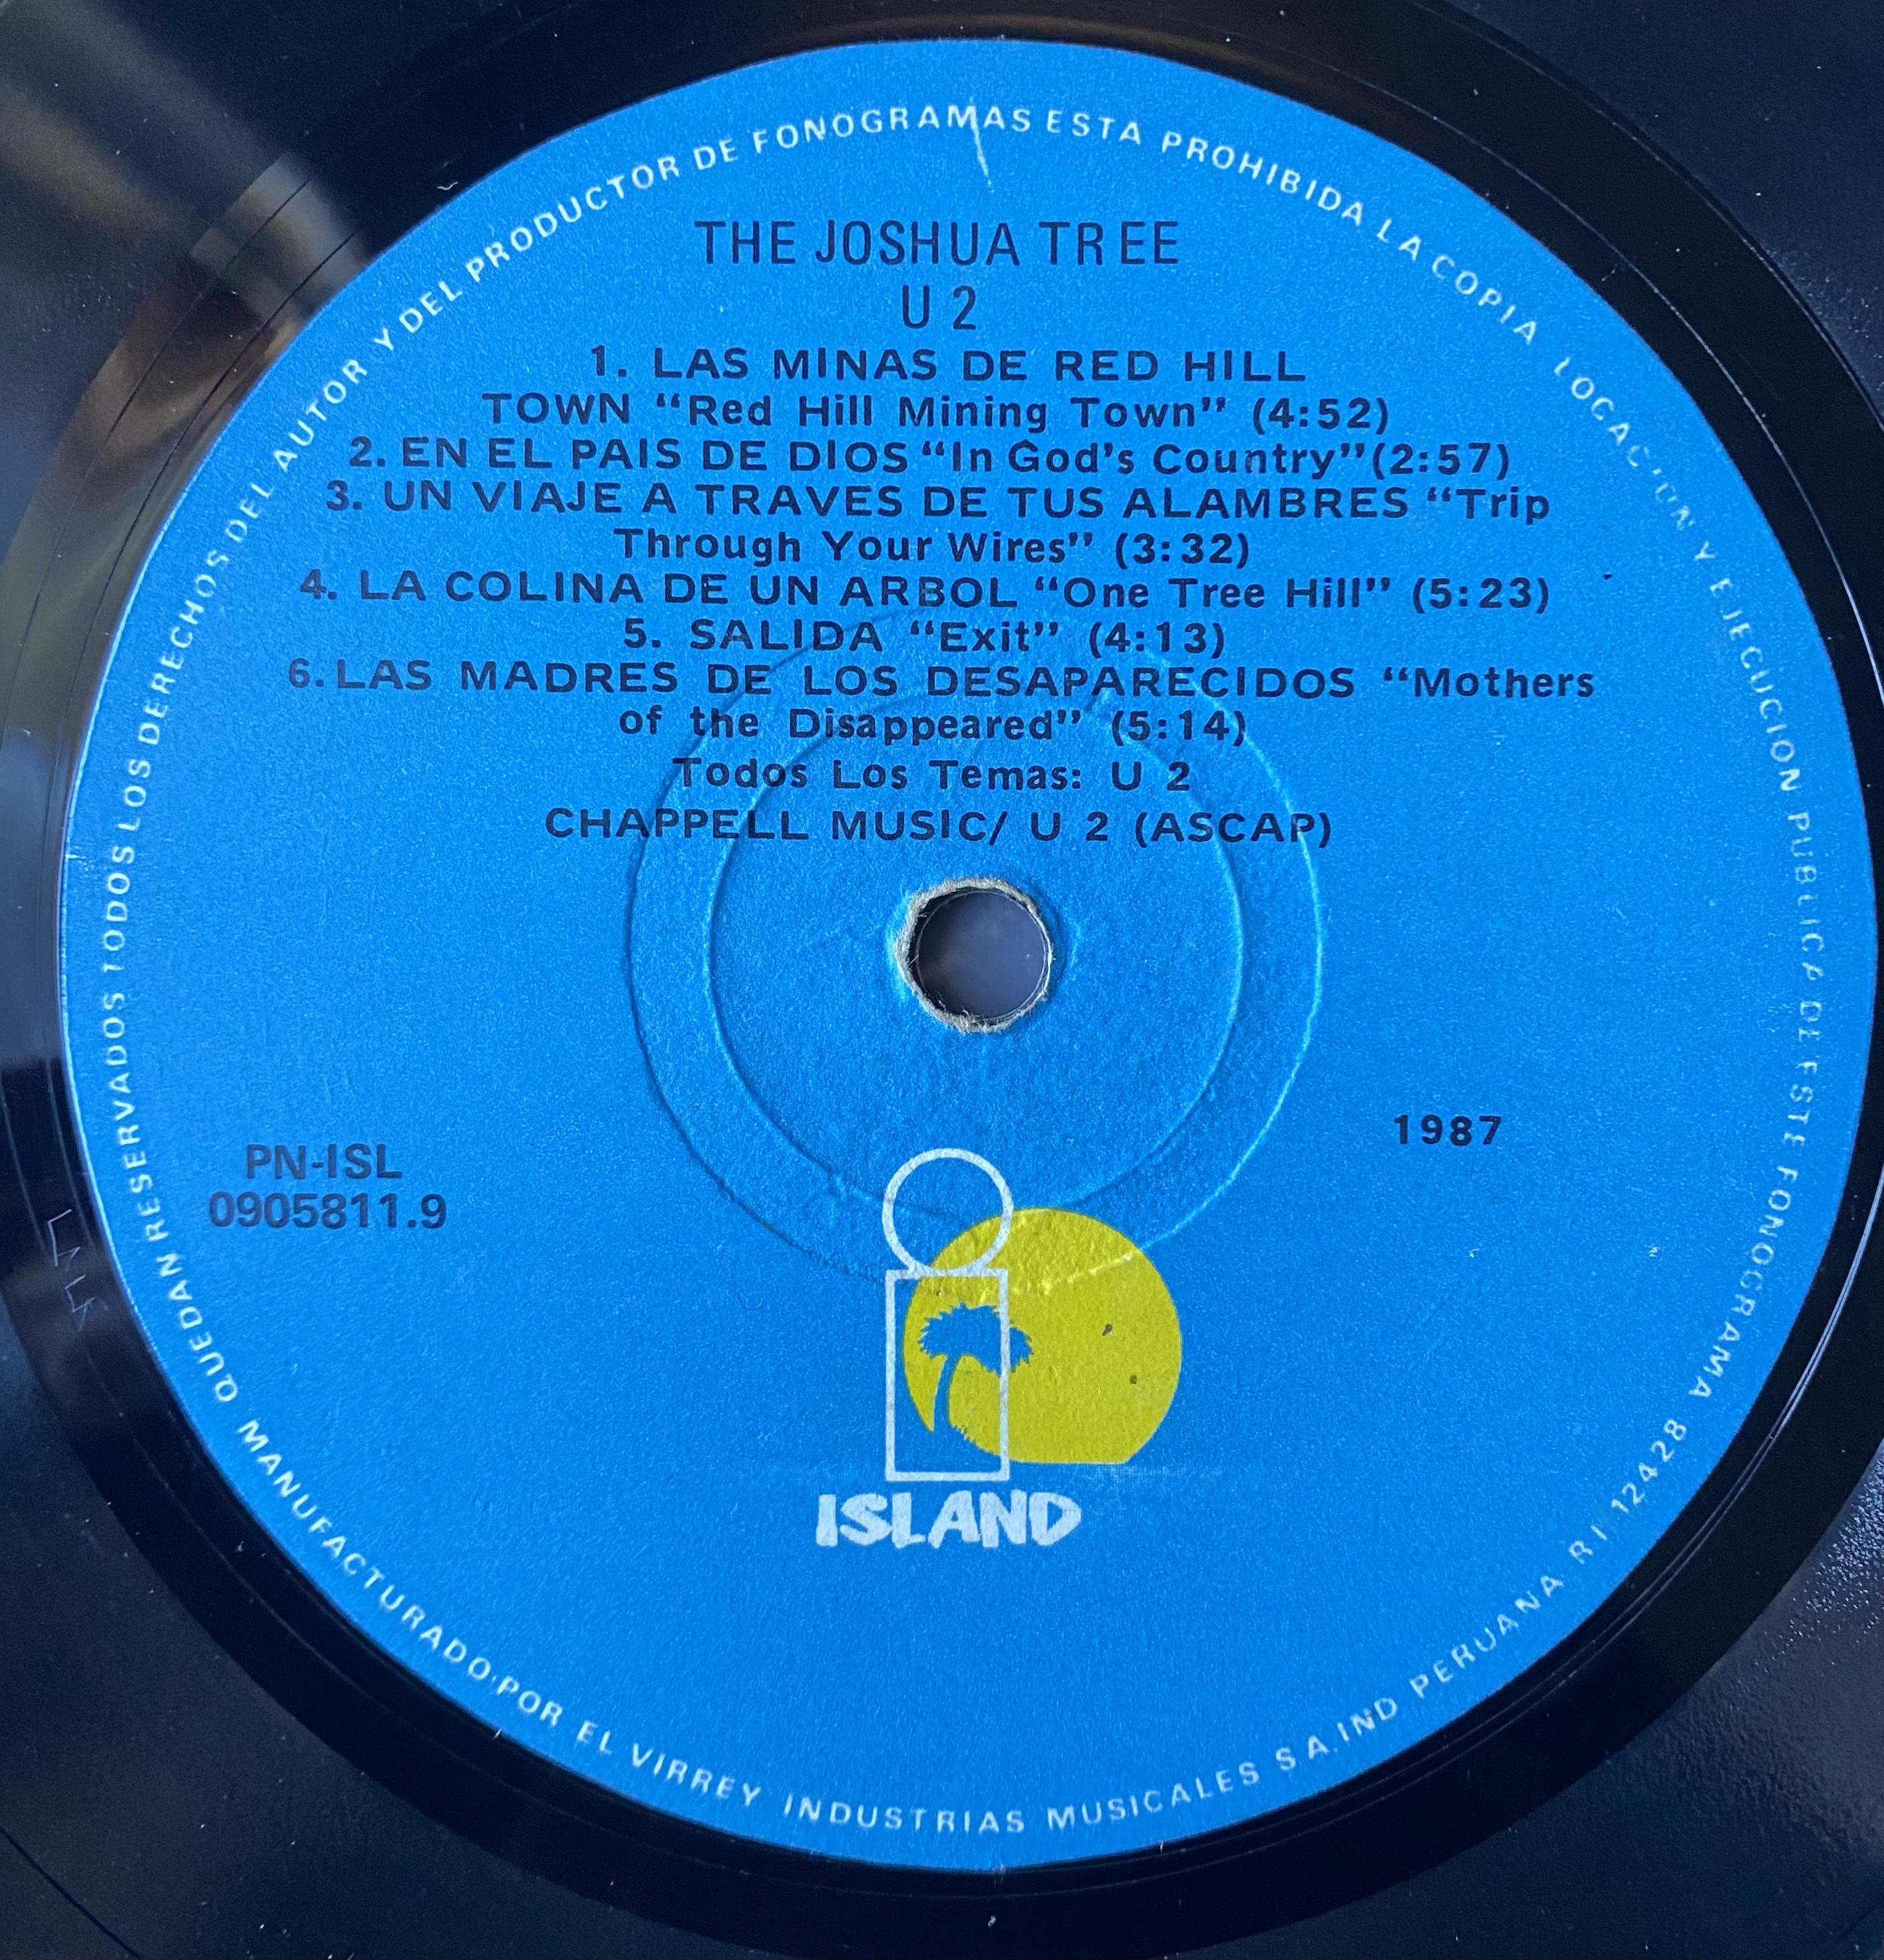 QUEDAN RESERVADOS TODOS LOS DERECHOS DEL AUTOR Y DEL PRODUCTOR DE FONOGRAMAS ESTA PROHIBIDA LA COPIA LOCACION Y EJECUCION PUBLICA DE ESTE FONOGRAMA
THE JOSHUA TREE
U 2
1. LAS MINAS DE RED HILL
TOWN “Red Hill Mining Town” (4:52)
2. EN EL PAIS DE DIOS “In God's Country” (2:57)
3. UN VIAJE A TRAVES DE TUS ALAMBRES “Trip
Through Your Wires” (3:32)
4. LA COLINA DE UN ARBOL “One Tree Hill” (5:23)
5. SALIDA “Exit” (4:13)
6. LAS MADRES DE LOS DESAPARECIDOS “Mothers
of the Disappeared” (5:14)
Todos Los Temas: U 2
CHAPPELL MUSIC/ U 2 (ASCAP)
1987
PN-ISL
0905811.9
ISLAND
MANUFACTURADO POR EL VIRREY INDUSTRIAS MUSICALES S.A. IND PERUANA R I 12428